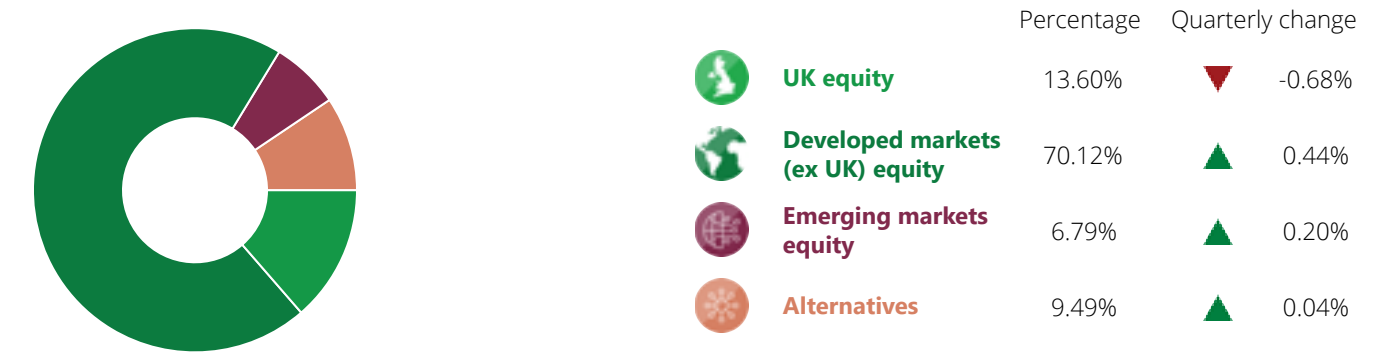 Percentage Quarterly change
UK equity 13.60% -0.68%
Developed markets
(ex UK) equity 70.12% 0.44%
Emerging markets
equity 6.79% 0.20%
Alternatives 9.49% 0.04%